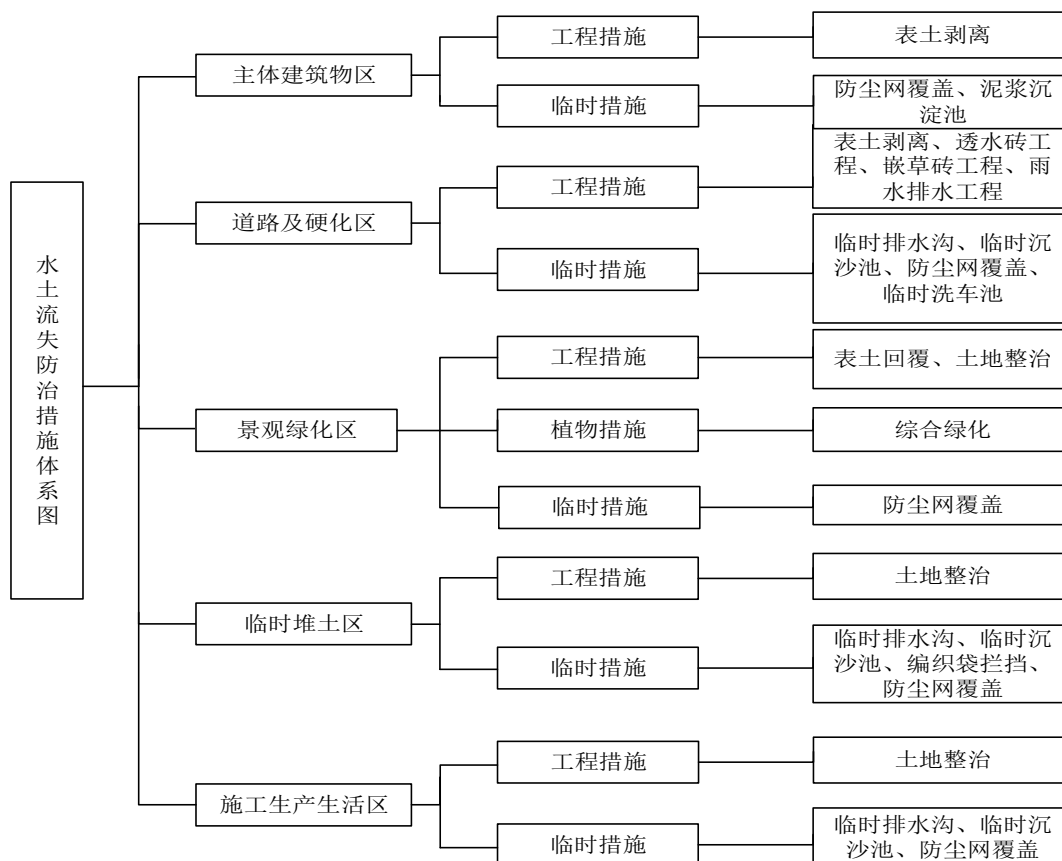 水土流失防治措施体系图
主体建筑物区
工程措施
表土剥离
临时措施
防尘网覆盖、泥浆沉
淀池
道路及硬化区
工程措施
表土剥离、透水砖工
程、嵌草砖工程、雨
水排水工程
临时措施
临时排水沟、临时沉
沙池、防尘网覆盖、
临时洗车池
景观绿化区
工程措施
表土回覆、土地整治
植物措施
综合绿化
临时措施
防尘网覆盖
临时堆土区
工程措施
土地整治
临时措施
临时排水沟、临时沉
沙池、编织袋拦挡、
防尘网覆盖
施工生产生活区
工程措施
土地整治
临时措施
临时排水沟、临时沉
沙池、防尘网覆盖